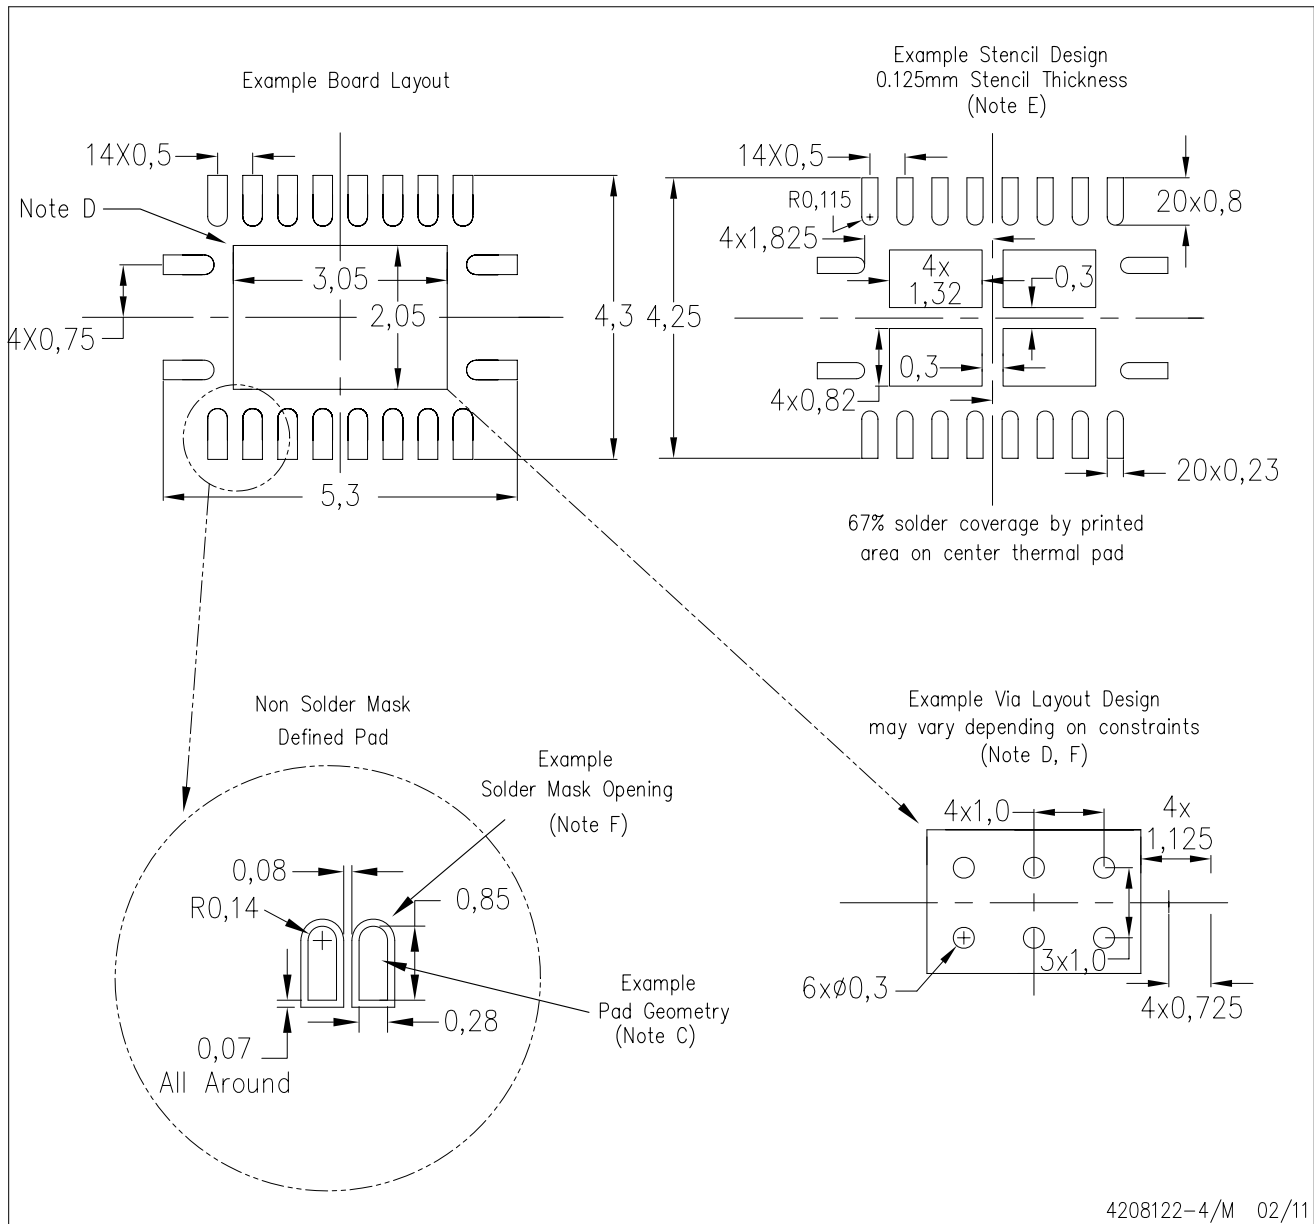 Example Board Layout
14X0,5
Note D
3,05
2,05
4X0,75
4,3
5,3
Example Stencil Design
0.125mm Stencil Thickness
(Note E)
14X0,5
R0,115
20x0,8
4x1,825
4x
1,32
0,3
4,25
0,3
4x0,82
20x0,23
67% solder coverage by printed
area on center thermal pad
Non Solder Mask
Defined Pad
Example
Solder Mask Opening
(Note F)
0,08
R0,14
0,85
Example
Pad Geometry
(Note C)
0,28
0,07
All Around
Example Via Layout Design
may vary depending on constraints
(Note D, F)
4x1,0
4x
1,125
3x1,0
6xø0,3
4x0,725
4208122-4/M 02/11